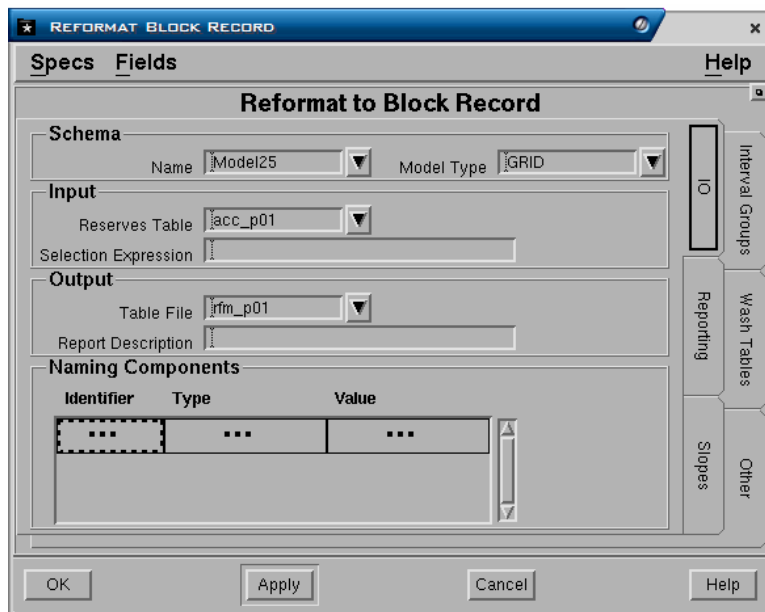 REFORMAT BLOCK RECORD
Specs Fields Help
Reformat to Block Record
Schema
Name Model25 Model Type GRID
Input
Reserves Table acc_p01
Selection Expression
Output
Table File rfm_p01
Report Description
Naming Components
Identifier Type Value
... ... ...
IO
Reporting
Slopes
Interval Groups
Wash Tables
Other
OK Apply Cancel Help